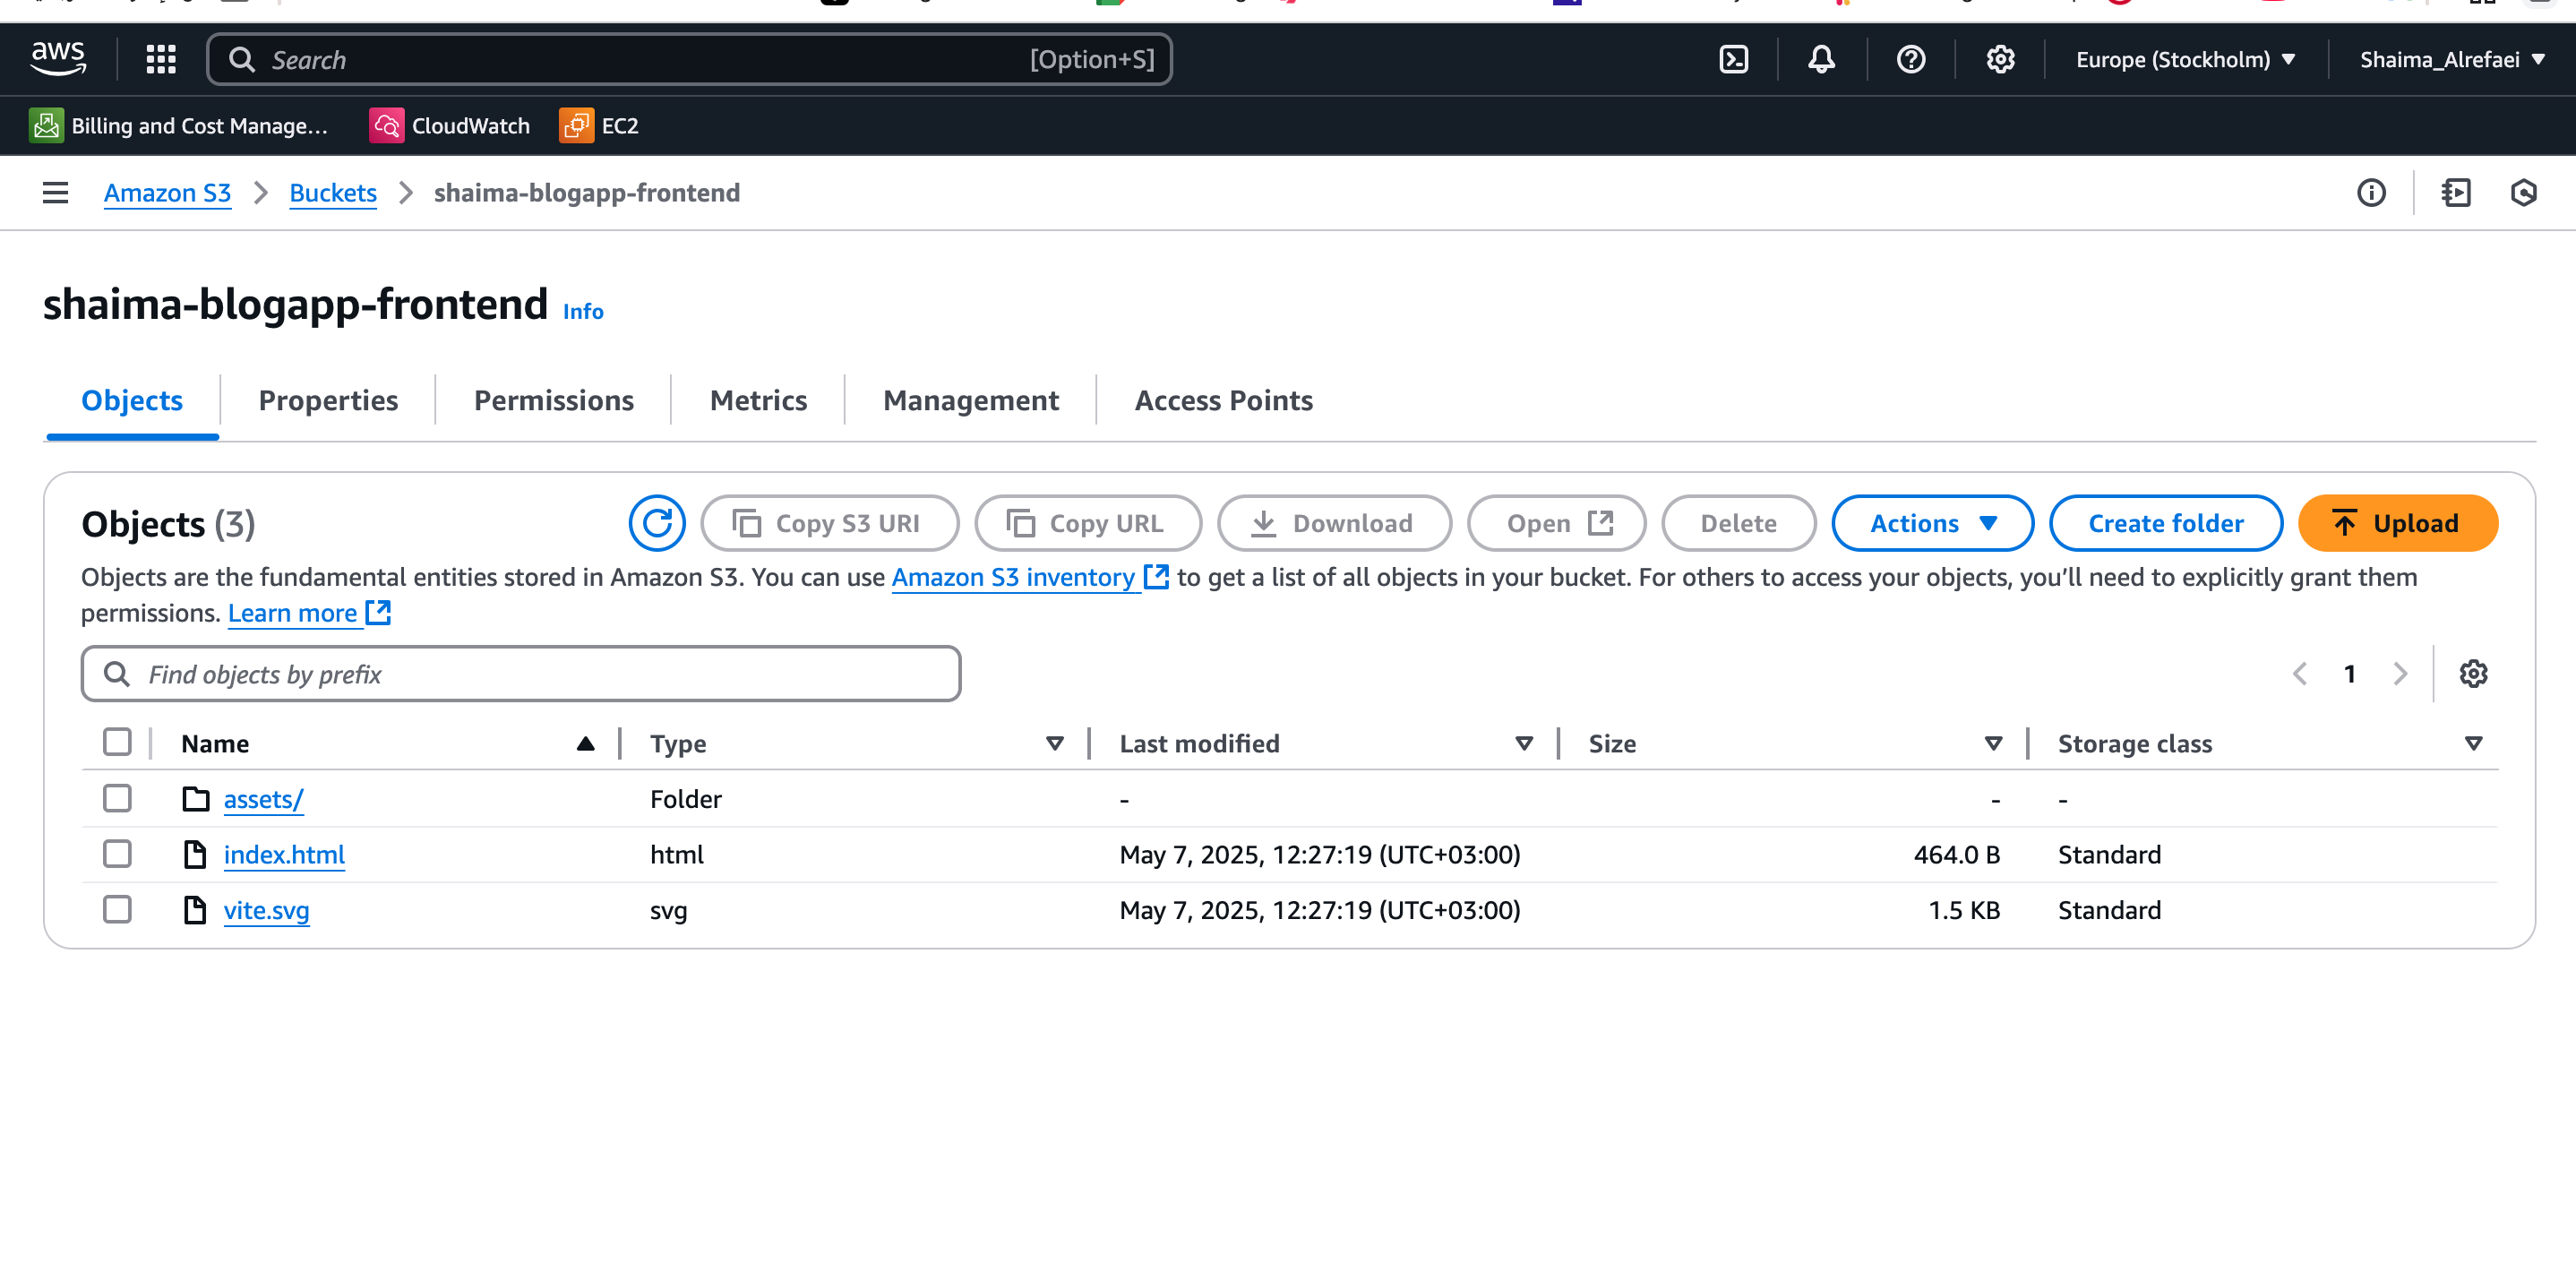 aws
Search [Option+S]
Europe (Stockholm)
Shaima_Alrefaei
Billing and Cost Manage...
CloudWatch
EC2
Amazon S3
Buckets
shaima-blogapp-frontend
shaima-blogapp-frontend Info
Objects
Properties
Permissions
Metrics
Management
Access Points
Objects (3)
Copy S3 URI
Copy URL
Download
Open
Delete
Actions
Create folder
Upload
Objects are the fundamental entities stored in Amazon S3. You can use Amazon S3 inventory to get a list of all objects in your bucket. For others to access your objects, you’ll need to explicitly grant them
permissions. Learn more
Find objects by prefix
1
Name Type Last modified Size Storage class
assets/ Folder - - -
index.html html May 7, 2025, 12:27:19 (UTC+03:00) 464.0 B Standard
vite.svg svg May 7, 2025, 12:27:19 (UTC+03:00) 1.5 KB Standard